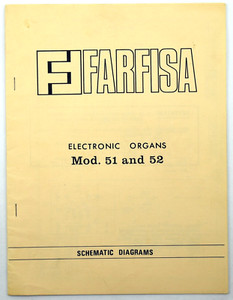 F FARFISA
ELECTRONIC ORGANS
Mod. 51 and 52
SCHEMATIC DIAGRAMS